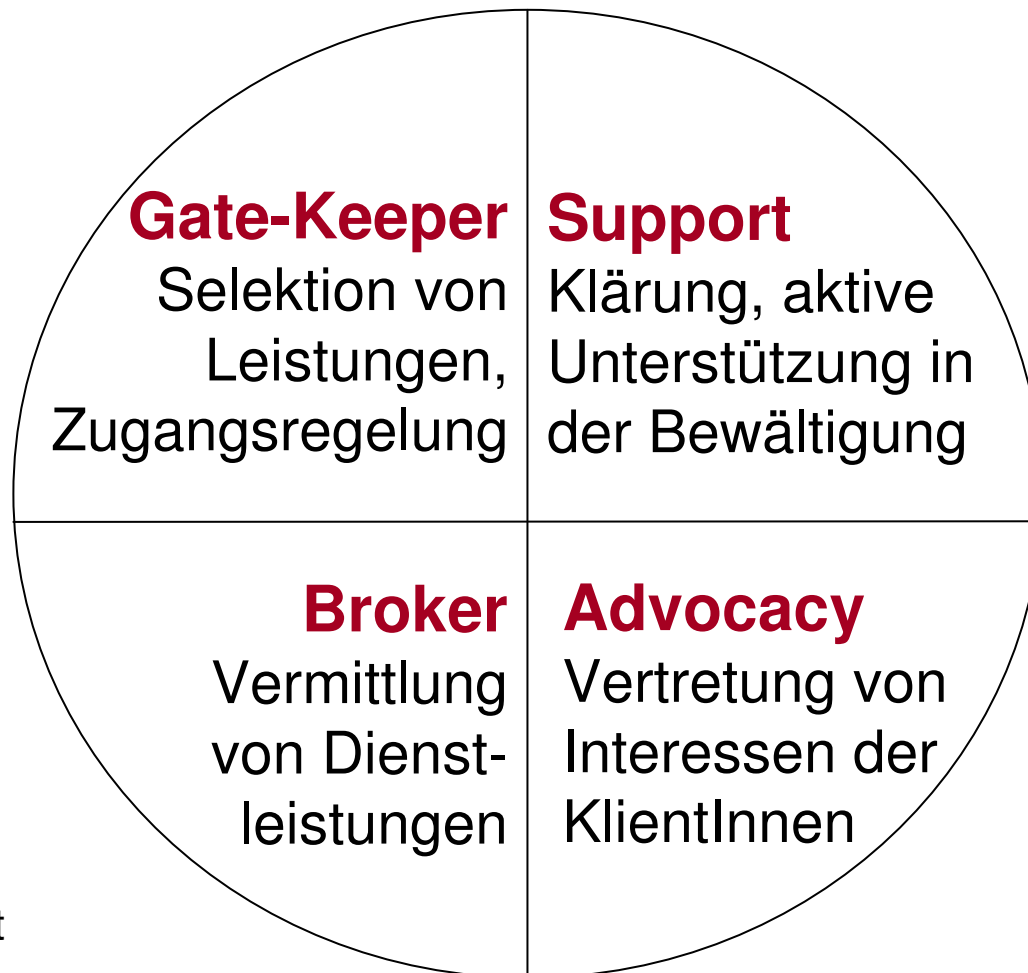 Gate-Keeper
Selektion von
Leistungen,
Zugangsregelung
Support
Klärung, aktive
Unterstützung in
der Bewältigung
Broker
Vermittlung
von Dienst-
leistungen
Advocacy
Vertretung von
Interessen der
KlientInnen
t